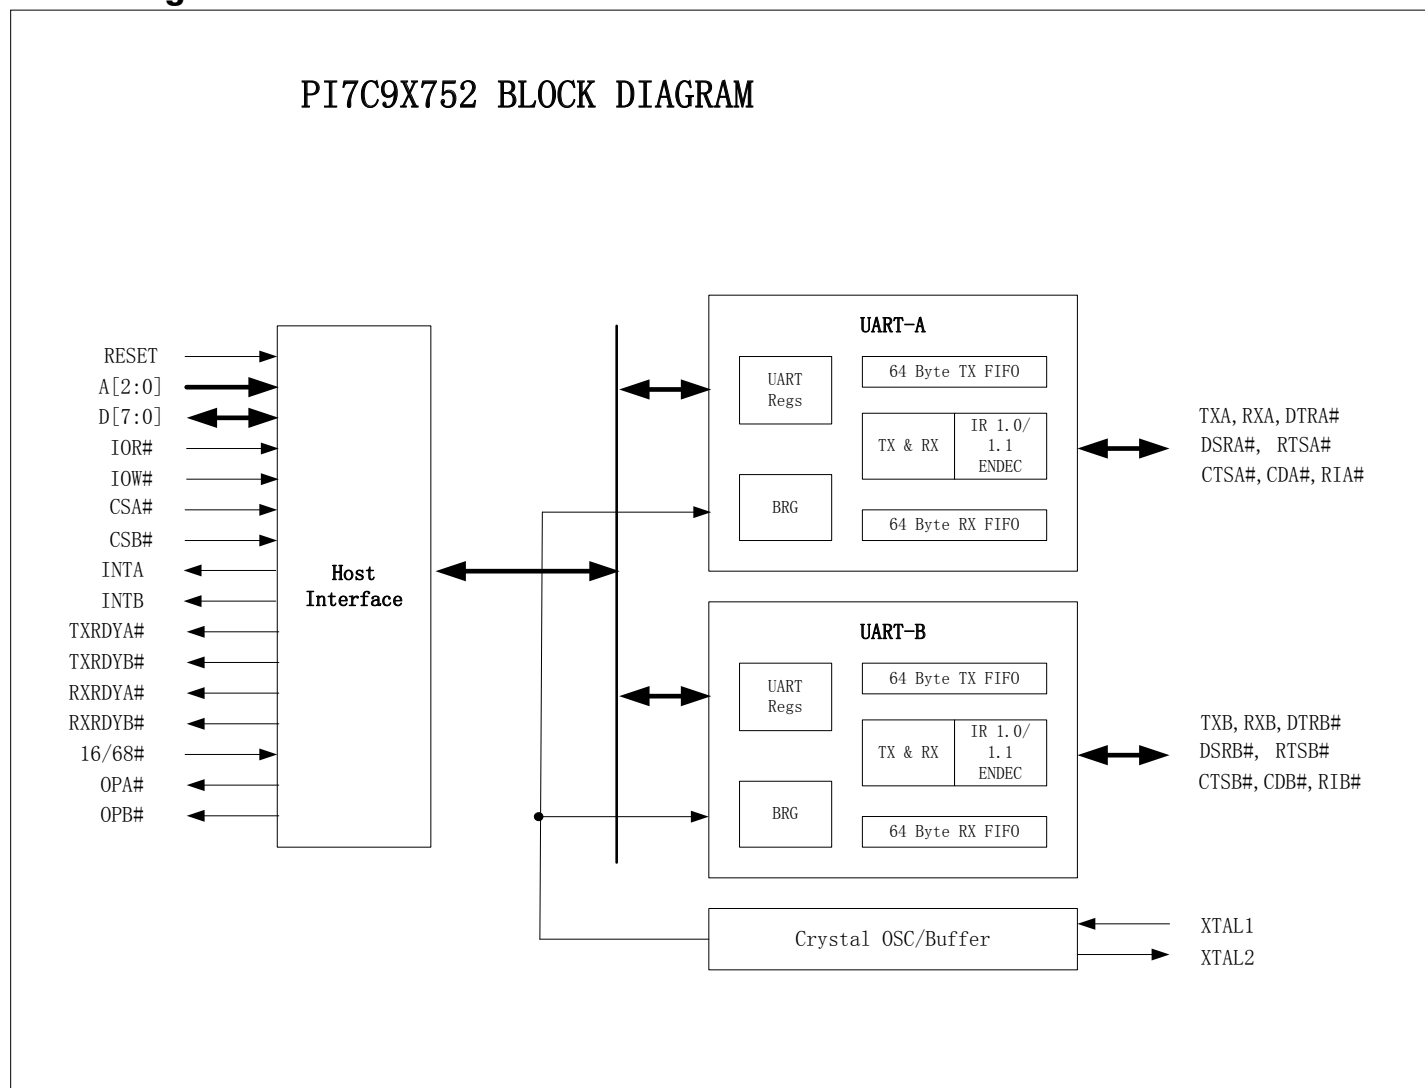 PI7C9X752 BLOCK DIAGRAM
RESET
A[2:0]
D[7:0]
IOR#
IOW#
CSA#
CSB#
INTA
INTB
TXRDYA#
TXRDYB#
RXRDYA#
RXRDYB#
16/68#
OPA#
OPB#
Host
Interface
UART-A
UART
Regs
64 Byte TX FIFO
TX & RX
IR 1.0/
1.1
ENDEC
BRG
64 Byte RX FIFO
TXA, RXA, DTRA#
DSRA#, RTSA#
CTSA#, CDA#, RIA#
UART-B
UART
Regs
64 Byte TX FIFO
TX & RX
IR 1.0/
1.1
ENDEC
BRG
64 Byte RX FIFO
TXB, RXB, DTRB#
DSRB#, RTSB#
CTSB#, CDB#, RIB#
Crystal OSC/Buffer
XTAL1
XTAL2